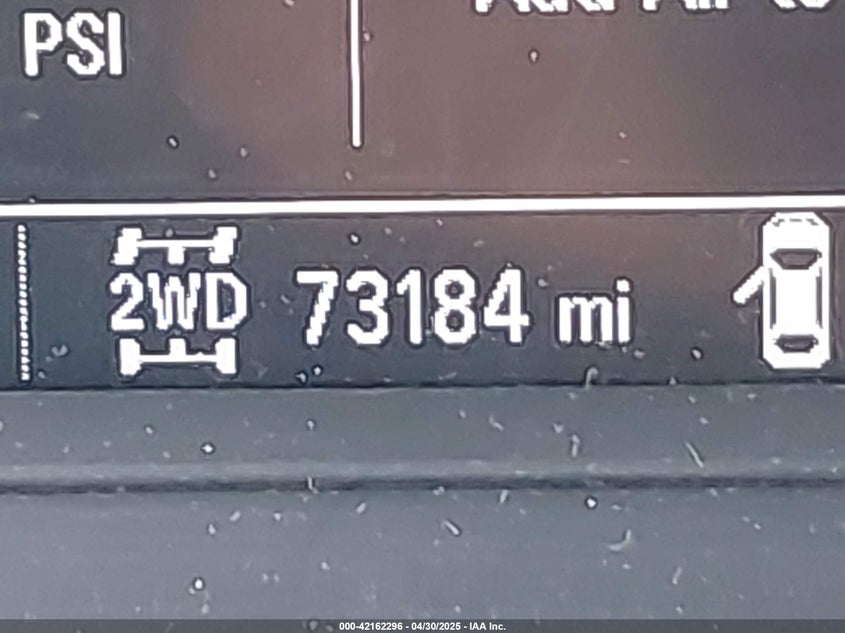 PSI
2WD 73184 mi
000-42162296 - 04/30/2025 - IAA Inc.